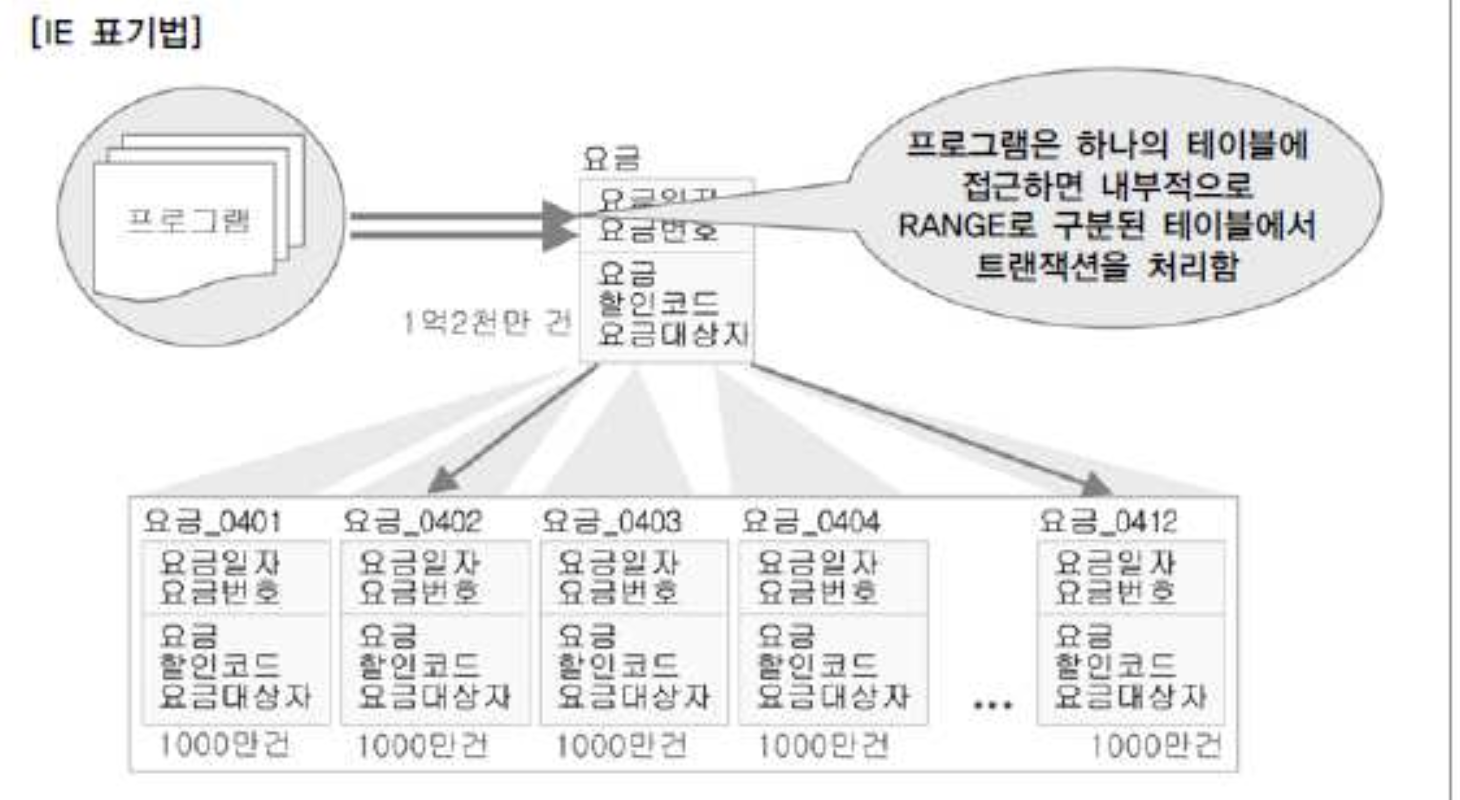 [IE 표기법]
프로그램은 하나의 테이블에
접근하면 내부적으로
RANGE로 구분된 테이블에서
트랜잭션을 처리함
프로그램
요금
요금일자
요금번호
요금
할인코드
요금대상자
1억2천만 건
요금_0401
요금일자
요금번호
요금
할인코드
요금대상자
1000만건
요금_0402
요금일자
요금번호
요금
할인코드
요금대상자
1000만건
요금_0403
요금일자
요금번호
요금
할인코드
요금대상자
1000만건
요금_0404
요금일자
요금번호
요금
할인코드
요금대상자
1000만건
...
요금_0412
요금일자
요금번호
요금
할인코드
요금대상자
1000만건